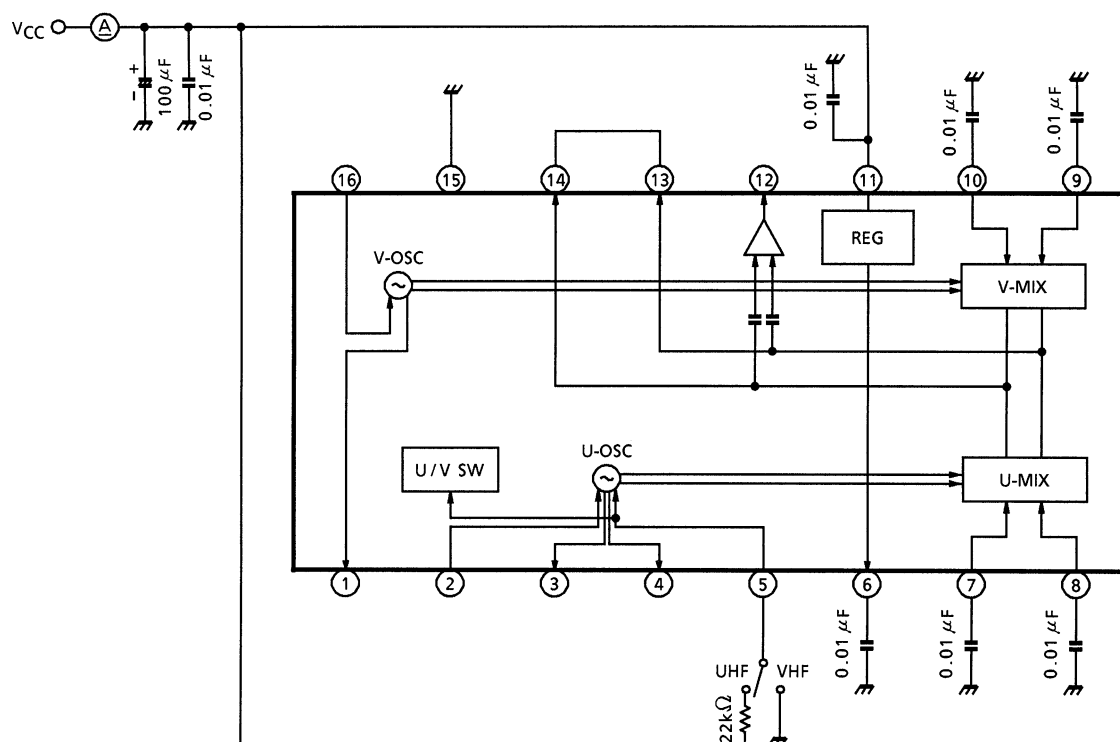 VCC
A
+
−
100 μF
0.01 μF
0.01 μF
0.01 μF
0.01 μF
16
15
14
13
12
11
10
9
REG
V-OSC
~
V-MIX
U-OSC
U/V SW
~
U-MIX
1
2
3
4
5
6
7
8
0.01 μF
0.01 μF
0.01 μF
UHF
VHF
22kΩ